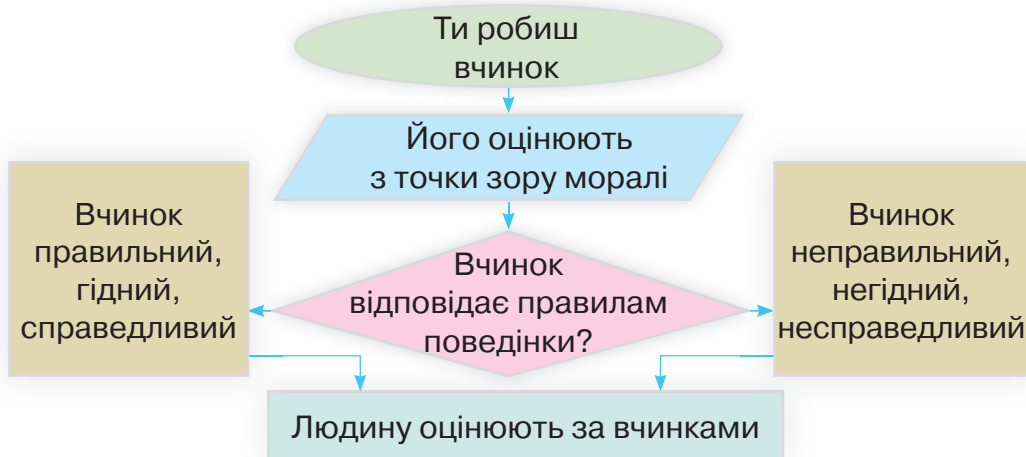 Ти робиш
вчинок
Його оцінюють
з точки зору моралі
Вчинок
правильний,
гідний,
справедливий
Вчинок
відповідає правилам
поведінки?
Вчинок
неправильний,
негідний,
несправедливий
Людину оцінюють за вчинками